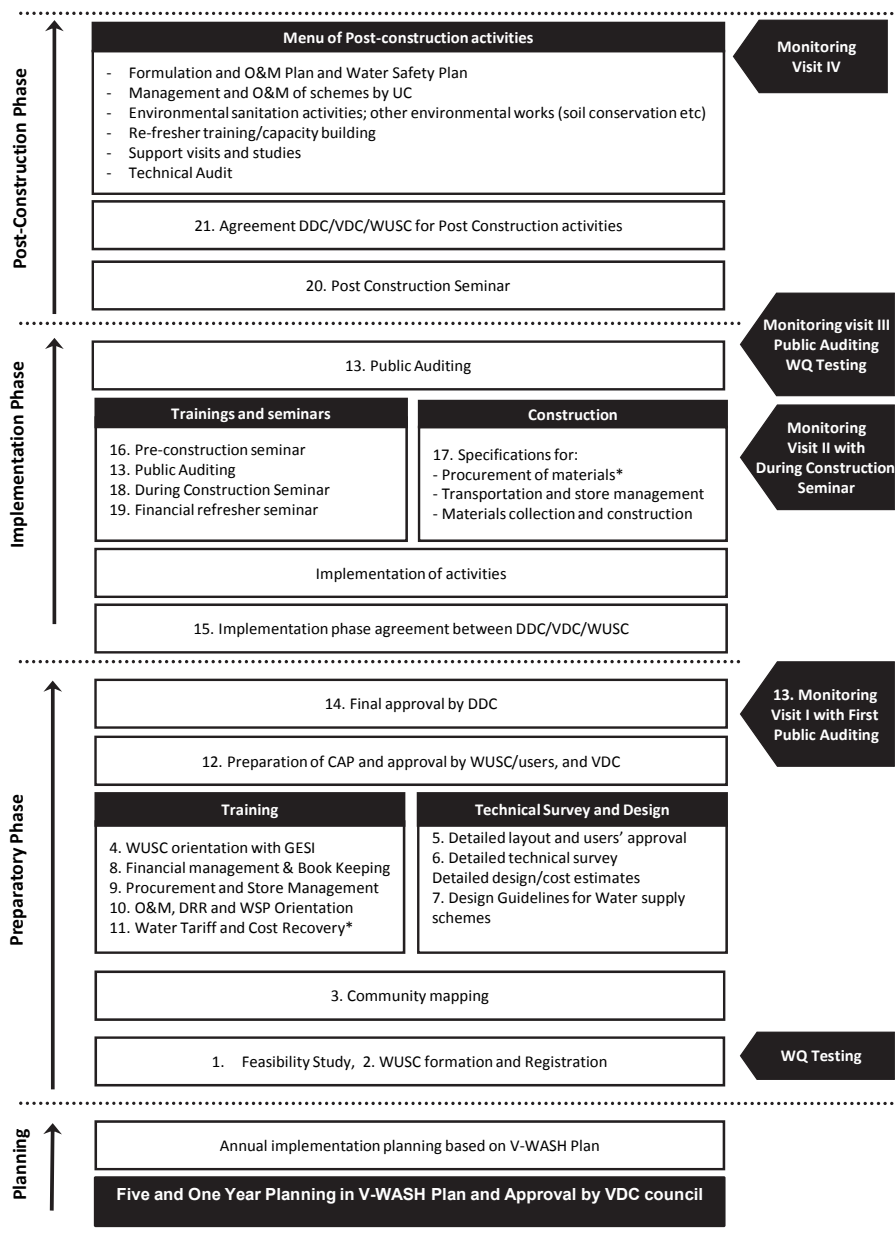 Post-Construction Phase
Menu of Post-construction activities
- Formulation and O&M Plan and Water Safety Plan
- Management and O&M of schemes by UC
- Environmental sanitation activities; other environmental works (soil conservation etc)
- Re-fresher training/capacity building
- Support visits and studies
- Technical Audit
Monitoring
Visit IV
21. Agreement DDC/VDC/WUSC for Post Construction activities
20. Post Construction Seminar
Monitoring visit III
Public Auditing
WQ Testing
Implementation Phase
13. Public Auditing
Trainings and seminars
16. Pre-construction seminar
13. Public Auditing
18. During Construction Seminar
19. Financial refresher seminar
Construction
17. Specifications for:
- Procurement of materials*
- Transportation and store management
- Materials collection and construction
Monitoring
Visit II with
During Construction
Seminar
Implementation of activities
15. Implementation phase agreement between DDC/VDC/WUSC
Preparatory Phase
14. Final approval by DDC
13. Monitoring
Visit I with First
Public Auditing
12. Preparation of CAP and approval by WUSC/users, and VDC
Training
4. WUSC orientation with GESI
8. Financial management & Book Keeping
9. Procurement and Store Management
10. O&M, DRR and WSP Orientation
11. Water Tariff and Cost Recovery*
Technical Survey and Design
5. Detailed layout and users’ approval
6. Detailed technical survey
Detailed design/cost estimates
7. Design Guidelines for Water supply
schemes
3. Community mapping
1. Feasibility Study, 2. WUSC formation and Registration
WQ Testing
Planning
Annual implementation planning based on V-WASH Plan
Five and One Year Planning in V-WASH Plan and Approval by VDC council